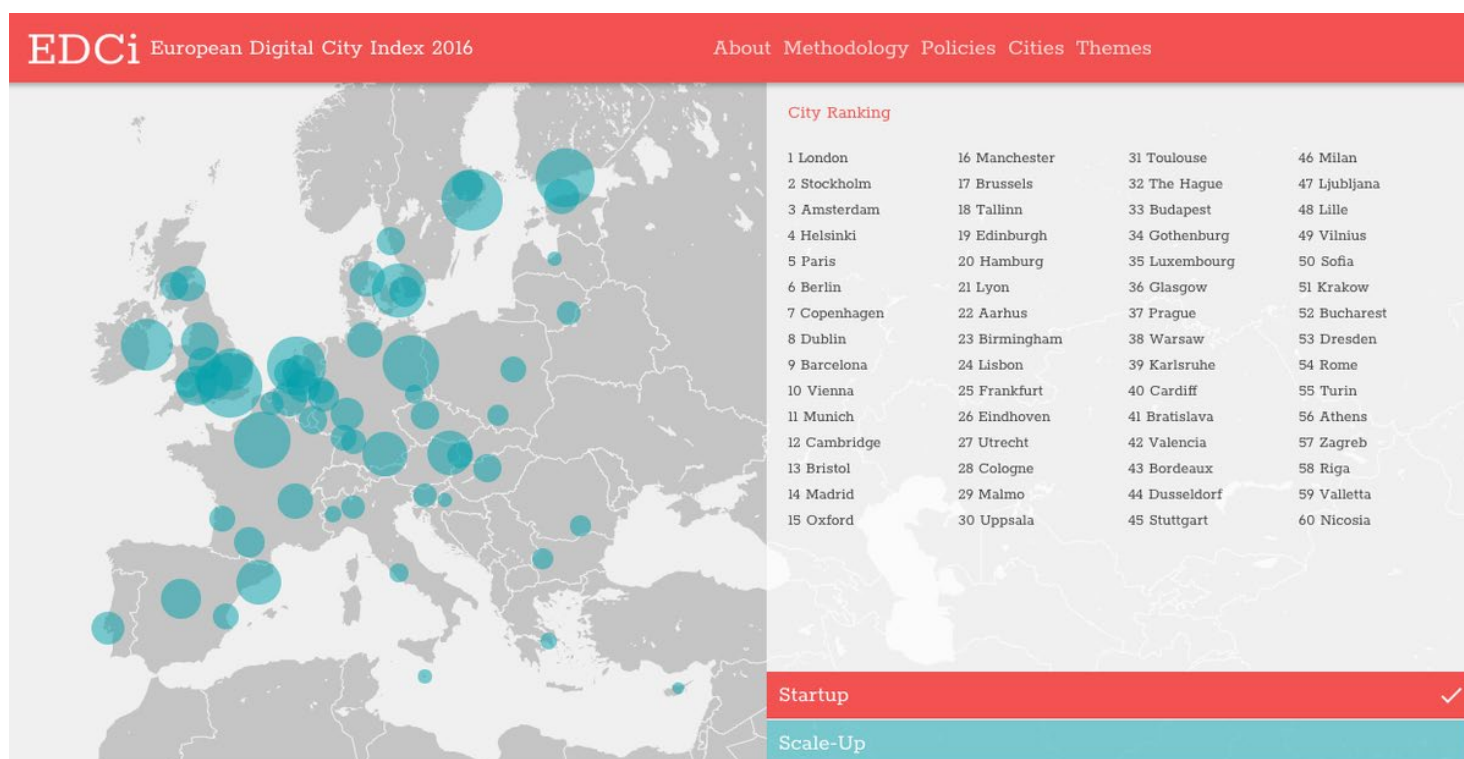 EDCi European Digital City Index 2016
About Methodology Policies Cities Themes
City Ranking
1 London
2 Stockholm
3 Amsterdam
4 Helsinki
5 Paris
6 Berlin
7 Copenhagen
8 Dublin
9 Barcelona
10 Vienna
11 Munich
12 Cambridge
13 Bristol
14 Madrid
15 Oxford
16 Manchester
17 Brussels
18 Tallinn
19 Edinburgh
20 Hamburg
21 Lyon
22 Aarhus
23 Birmingham
24 Lisbon
25 Frankfurt
26 Eindhoven
27 Utrecht
28 Cologne
29 Malmo
30 Uppsala
31 Toulouse
32 The Hague
33 Budapest
34 Gothenburg
35 Luxembourg
36 Glasgow
37 Prague
38 Warsaw
39 Karlsruhe
40 Cardiff
41 Bratislava
42 Valencia
43 Bordeaux
44 Dusseldorf
45 Stuttgart
46 Milan
47 Ljubljana
48 Lille
49 Vilnius
50 Sofia
51 Krakow
52 Bucharest
53 Dresden
54 Rome
55 Turin
56 Athens
57 Zagreb
58 Riga
59 Valletta
60 Nicosia
Startup
Scale-Up